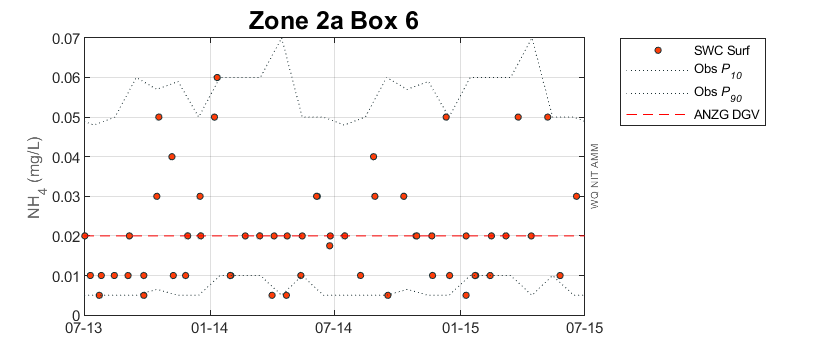 Zone 2a Box 6
0.07
0.06
0.05
0.04
0.03
0.02
0.01
0
NH4 (mg/L)
07-13
01-14
07-14
01-15
07-15
WQ NIT AMM
SWC Surf
Obs P10
Obs P90
ANZG DGV